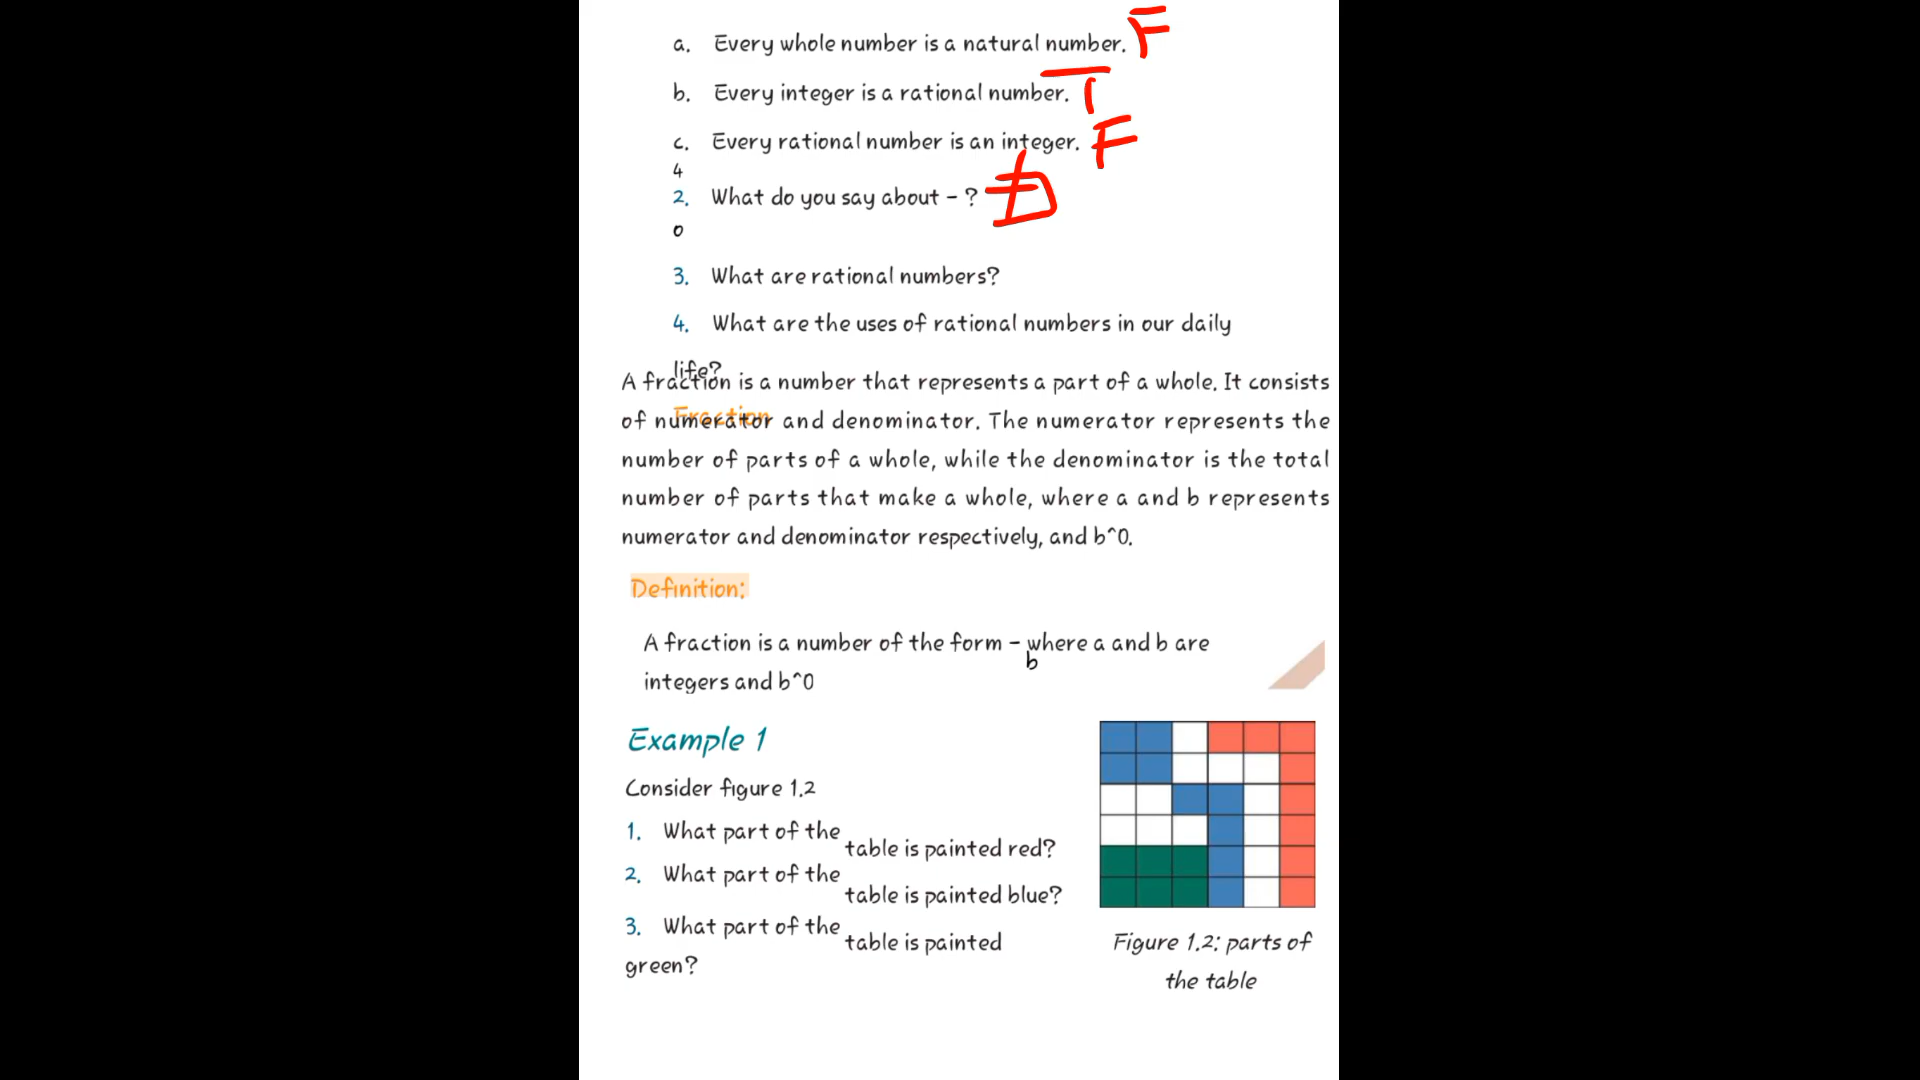 a. Every whole number is a natural number. F
b. Every integer is a rational number. T
c. Every rational number is an integer. F
4
2. What do you say about - ?
0
3. What are rational numbers?
4. What are the uses of rational numbers in our daily
life?
A fraction is a number that represents a part of a whole. It consists
Fraction
of numerator and denominator. The numerator represents the
number of parts of a whole, while the denominator is the total
number of parts that make a whole, where a and b represents
numerator and denominator respectively, and b^0.
Definition:
A fraction is a number of the form - where a and b are
b
integers and b^0
Example 1
Consider figure 1.2
1. What part of the
table is painted red?
2. What part of the
table is painted blue?
3. What part of the
table is painted
green?
Figure 1.2: parts of
the table